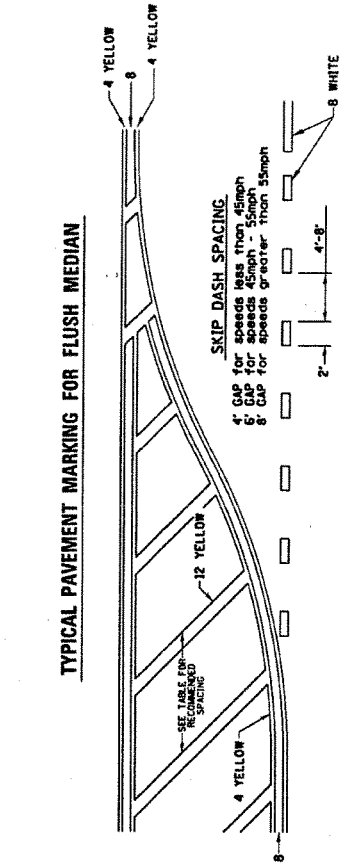 TYPICAL PAVEMENT MARKING FOR FLUSH MEDIAN
4 YELLOW
8
4 YELLOW
SEE TABLE FOR
RECOMMENDED
SPACING
12 YELLOW
4 YELLOW
8
SKIP DASH SPACING
4' GAP for speeds less than 45mph
6' GAP for speeds 45mph - 55mph
8' GAP for speeds greater than 55mph
2'
4'-8'
8 WHITE